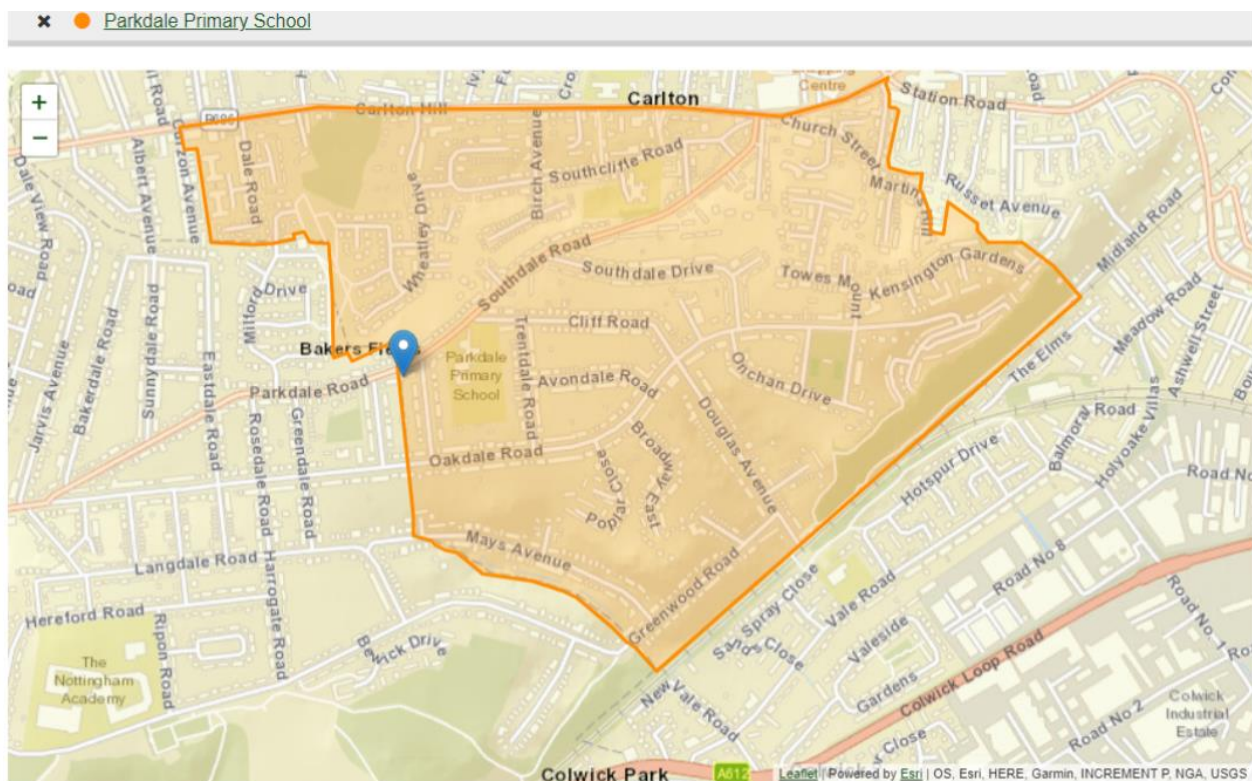 Parkdale Primary School
+
−
Carlton
Centre
Station Road
Carlton Hill
Church Street
Birch Avenue
Southcliffe Road
Albert Avenue
Curzon Avenue
Dale Road
Dale View Road
Martins Hill
Russet Avenue
Midland Road
Wheatley Drive
Southdale Road
Southdale Drive
Towes Mount
Kensington Gardens
Meadow Road
Ashwell Street
Bakerdale Road
Sunnydale Road
Cliff Road
Trentdale Road
The Elms
Jarvis Avenue
Parkdale Road
Parkdale
Primary
School
Avondale Road
Onchan Drive
Eastdale Road
Rosedale Road
Greendale Road
Douglas Avenue
Balmoral Road
Holyoake Villas
Oakdale Road
Broadway East
Poplar Close
Hotspur Drive
Mays Avenue
Langdale Road
Harrogate Road
Greenwood Road
Road No 8
Hereford Road
Ripon Road
Vale Road
Road No. 1
Valeside
Gardens
The
Nottingham
Academy
New Vale Road
Colwick Loop Road
Road No 2
Colwick
Industrial
Estate
Colwick Park
A612
Leaflet | Powered by Esri | OS, Esri, HERE, Garmin, INCREMENT P, NGA, USGS